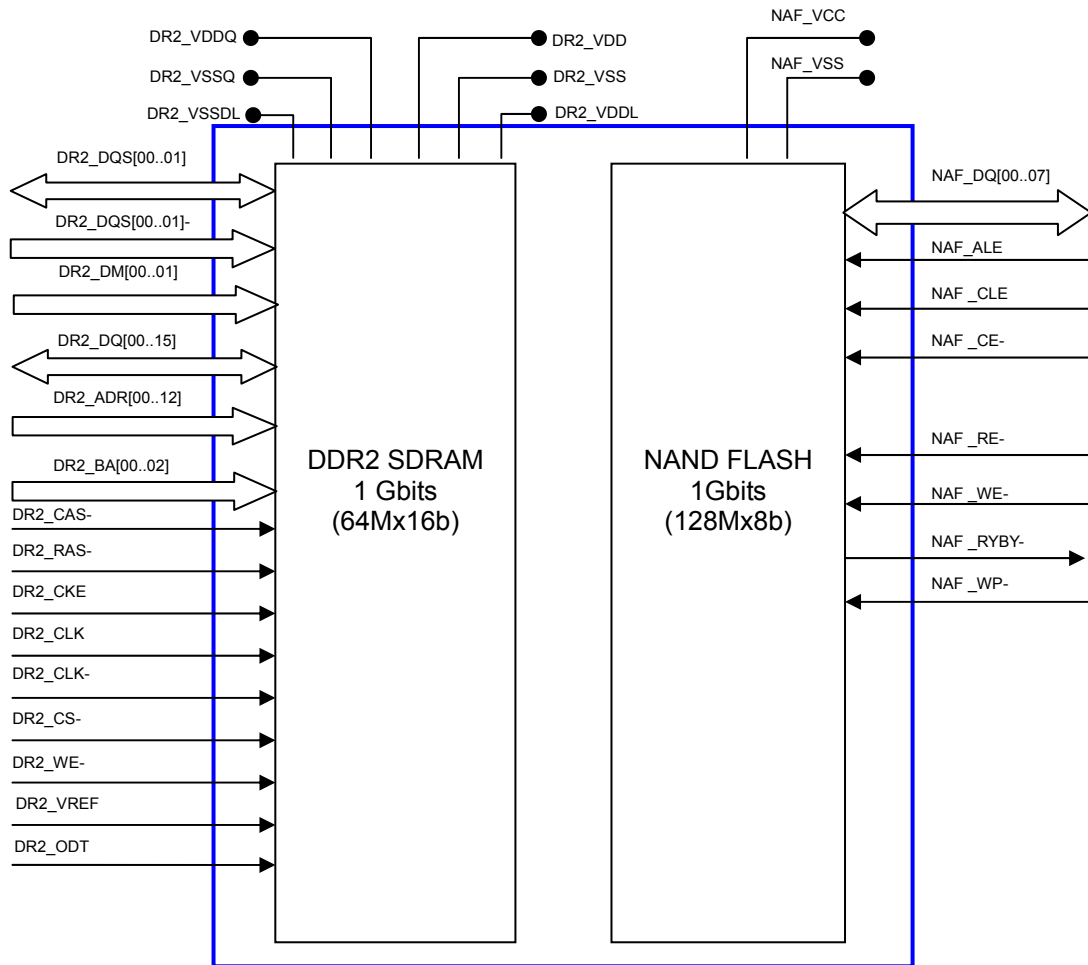 NAF_VCC
DR2_VDDQ
DR2_VDD
NAF_VSS
DR2_VSSQ
DR2_VSS
DR2_VSSDL
DR2_VDDL
DR2_DQS[00..01]
DR2_DQS[00..01]-
DR2_DM[00..01]
DR2_DQ[00..15]
DR2_ADR[00..12]
DR2_BA[00..02]
DR2_CAS-
DR2_RAS-
DR2_CKE
DR2_CLK
DR2_CLK-
DR2_CS-
DR2_WE-
DR2_VREF
DR2_ODT
DDR2 SDRAM
1 Gbits
(64Mx16b)
NAND FLASH
1Gbits
(128Mx8b)
NAF_DQ[00..07]
NAF_ALE
NAF _CLE
NAF _CE-
NAF _RE-
NAF _WE-
NAF _RYBY-
NAF _WP-